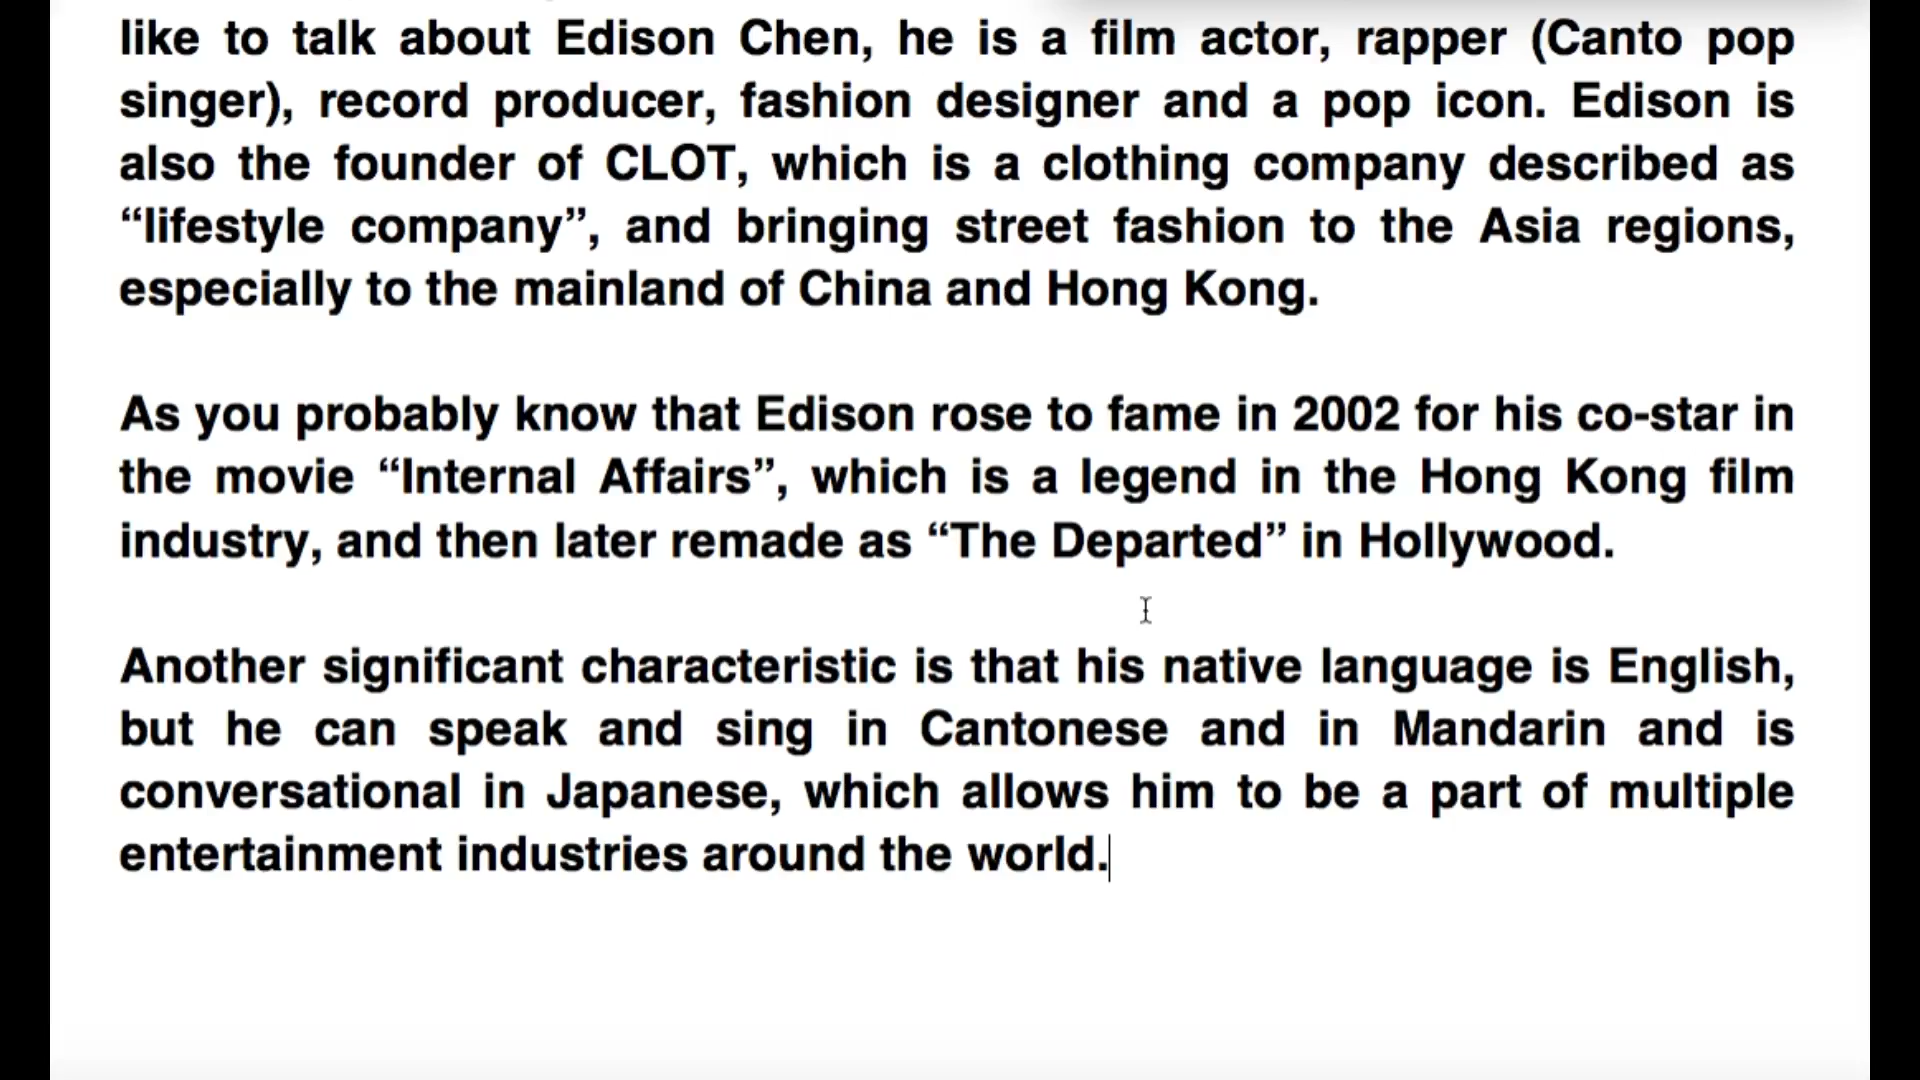 like to talk about Edison Chen, he is a film actor, rapper (Canto pop
singer), record producer, fashion designer and a pop icon. Edison is
also the founder of CLOT, which is a clothing company described as
“lifestyle company”, and bringing street fashion to the Asia regions,
especially to the mainland of China and Hong Kong.
As you probably know that Edison rose to fame in 2002 for his co-star in
the movie “Internal Affairs”, which is a legend in the Hong Kong film
industry, and then later remade as “The Departed” in Hollywood.
Another significant characteristic is that his native language is English,
but he can speak and sing in Cantonese and in Mandarin and is
conversational in Japanese, which allows him to be a part of multiple
entertainment industries around the world.